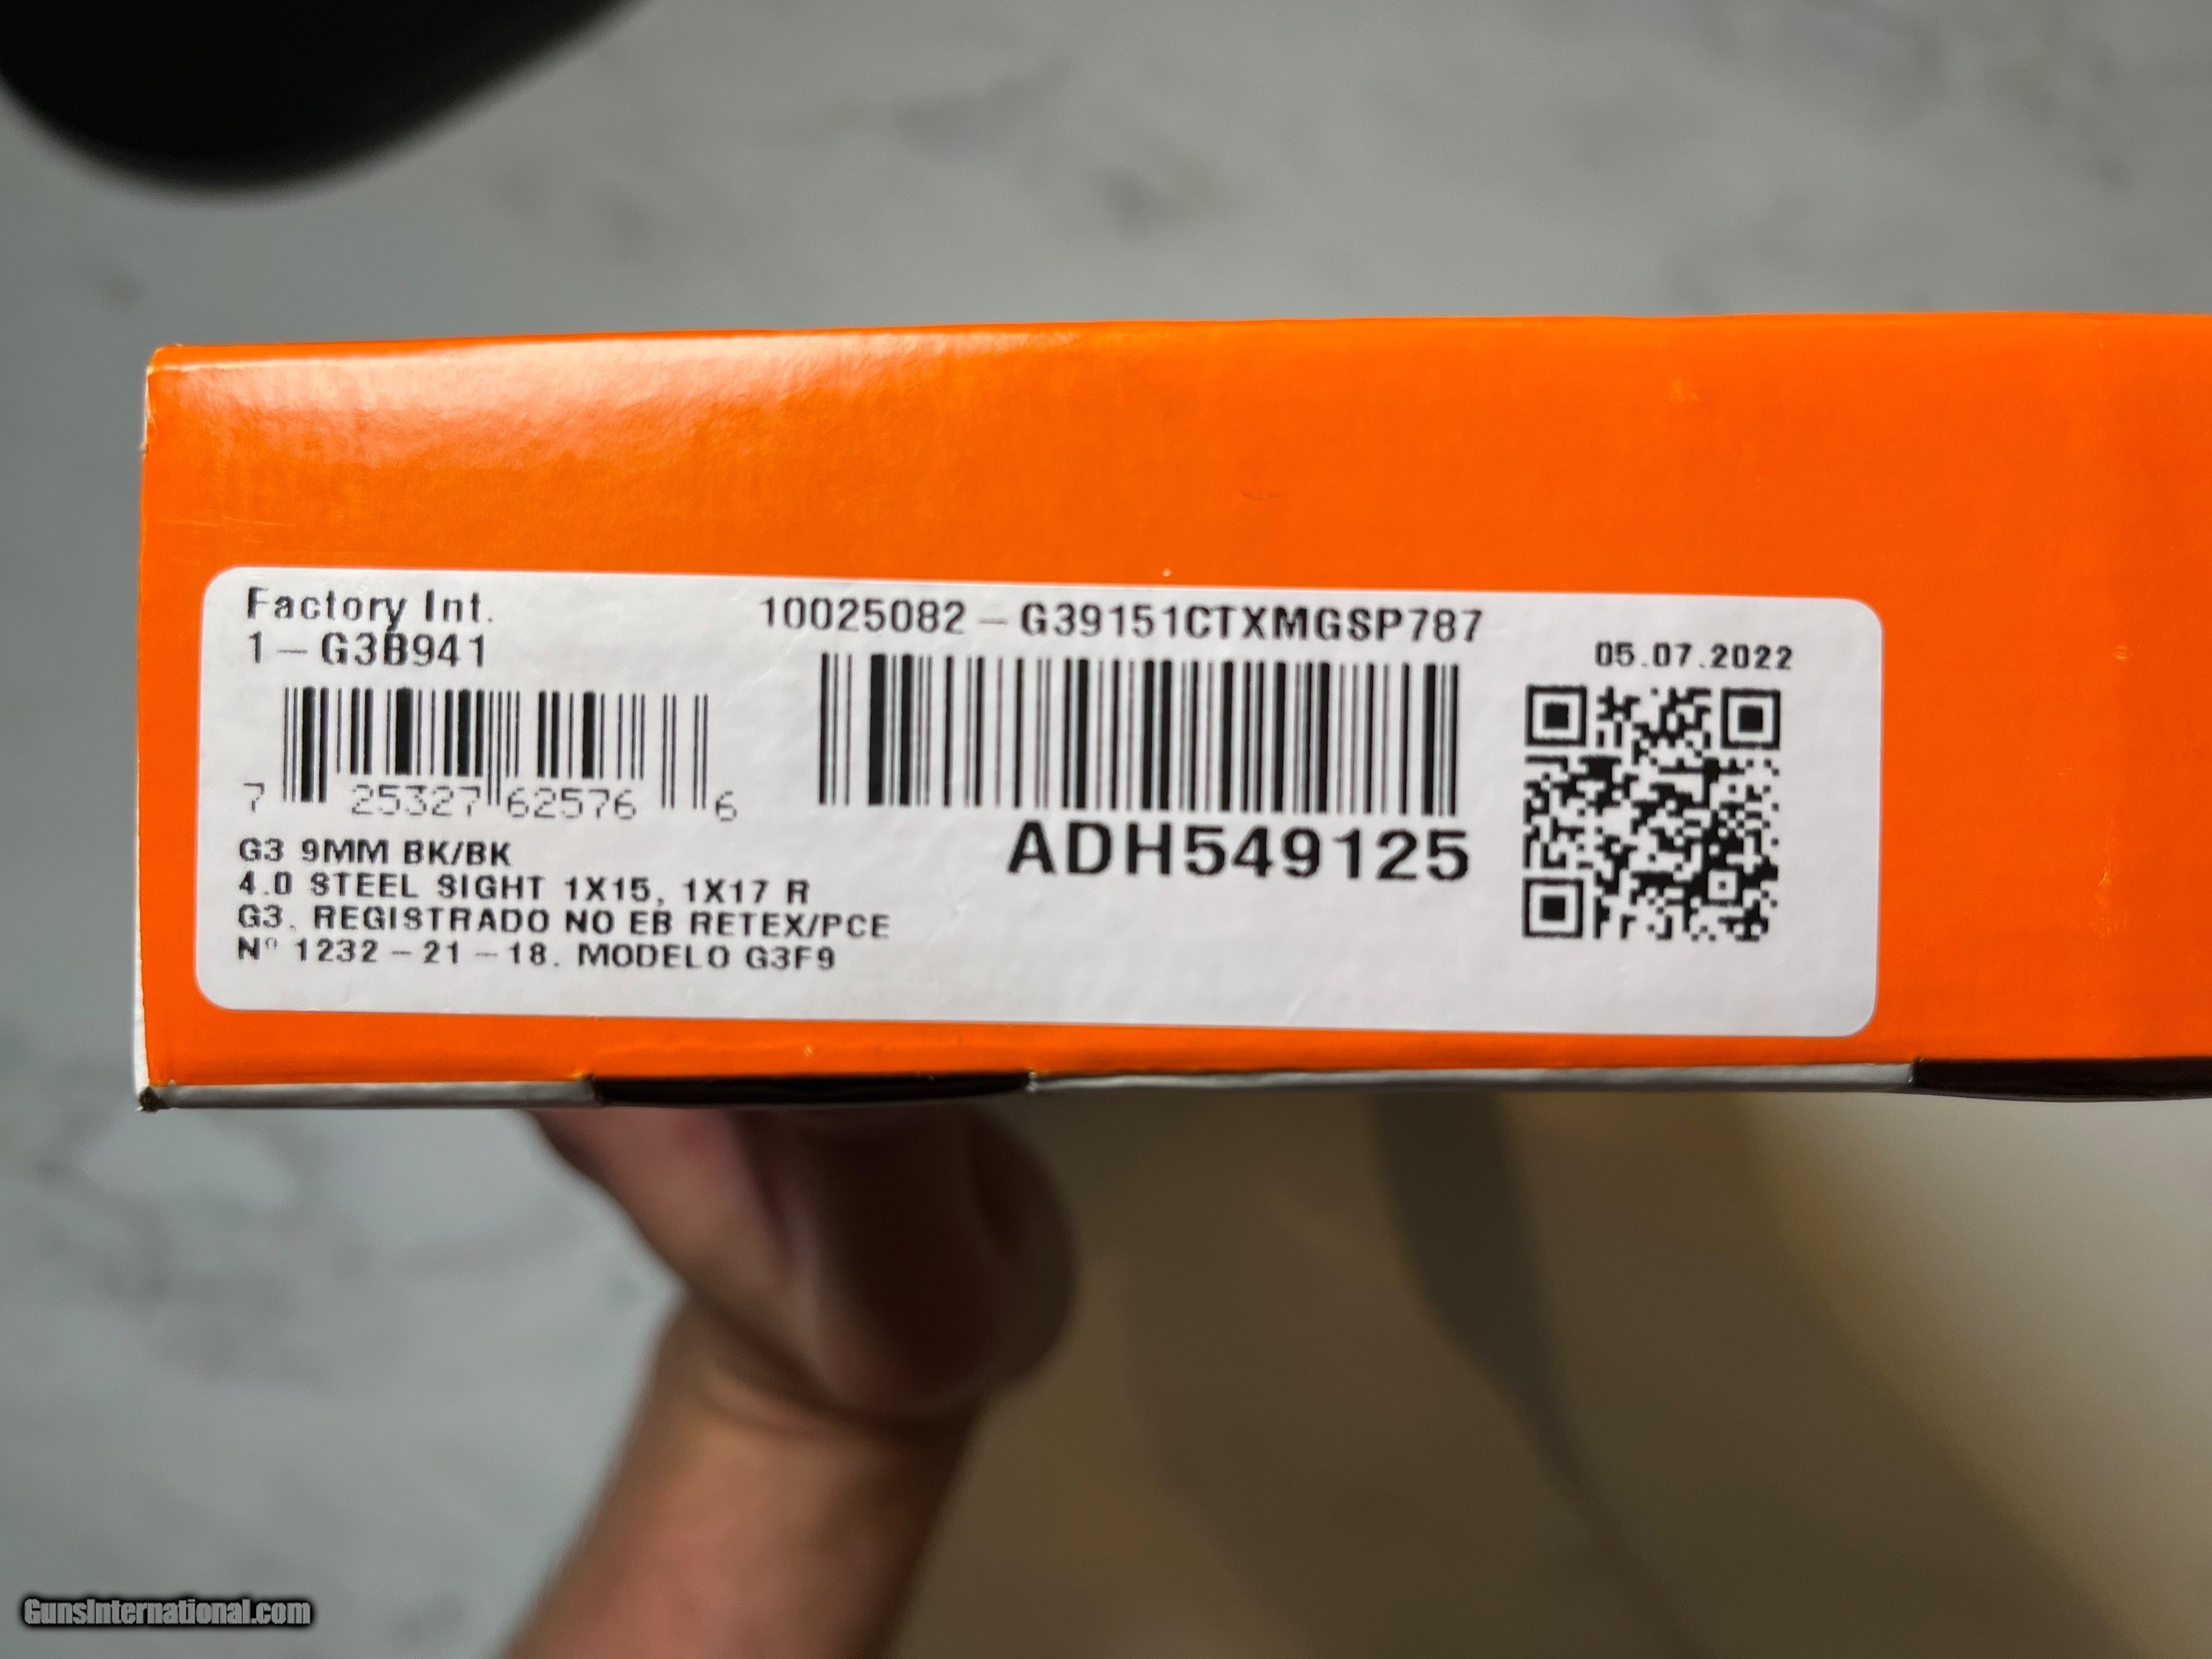 Factory Int.
1-G3B941
10025082-G39151CTXMGSP787
05.07.2022
7 25327 62576 6
ADH549125
G3 9MM BK/BK
4.0 STEEL SIGHT 1X15, 1X17 R
G3. REGISTRADO NO EB RETEX/PCE
Nº 1232-21-18. MODELO G3F9
GunsInternational.com